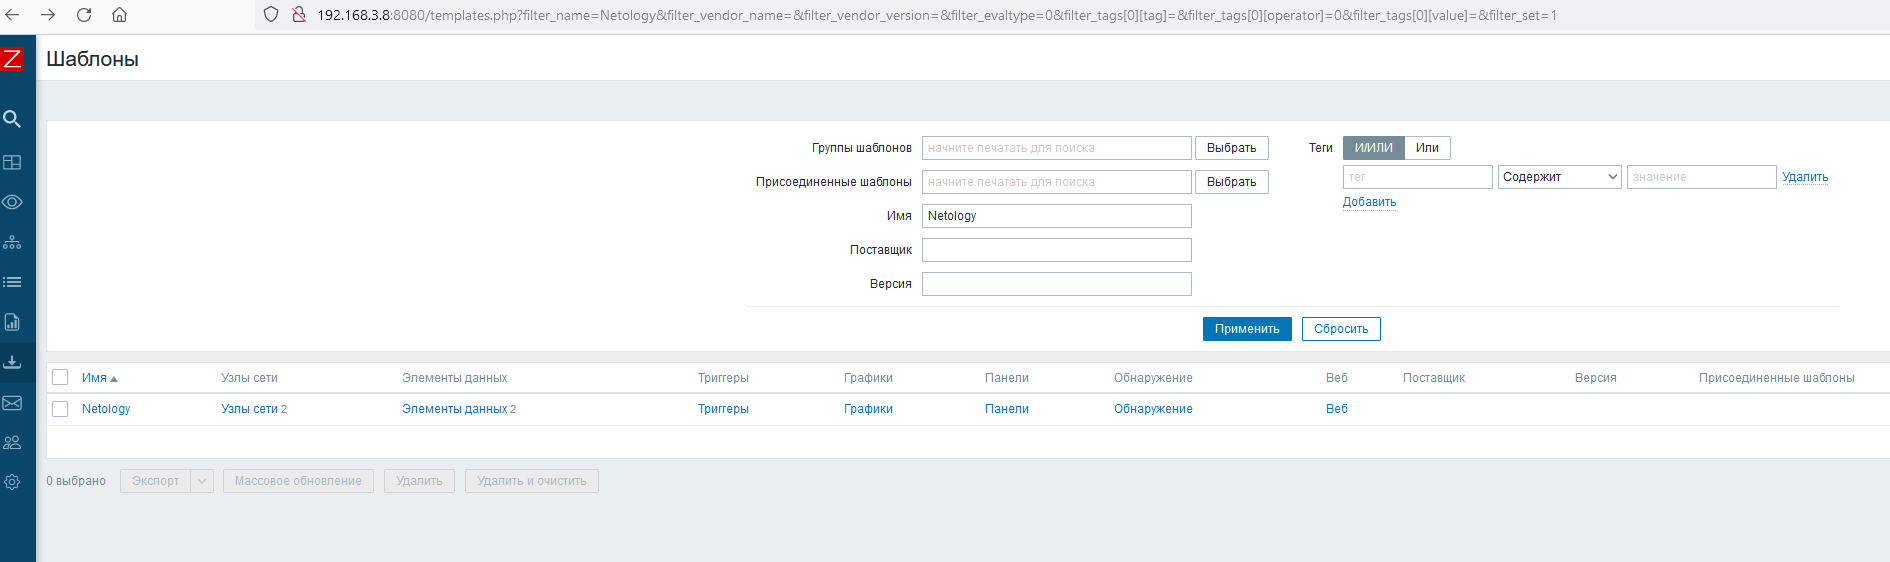 192.168.3.8:8080/templates.php?filter_name=Netology&filter_vendor_name=&filter_vendor_version=&filter_evaltype=0&filter_tags[0][tag]=&filter_tags[0][operator]=0&filter_tags[0][value]=&filter_set=1
Z Шаблоны
Группы шаблонов начните печатать для поиска Выбрать Теги И/ИЛИ Или
Присоединенные шаблоны начните печатать для поиска Выбрать тег Содержит значение Удалить
Добавить
Имя Netology
Поставщик
Версия
Применить Сбросить
Имя Узлы сети Элементы данных Триггеры Графики Панели Обнаружение Веб Поставщик Версия Присоединенные шаблоны
Netology Узлы сети 2 Элементы данных 2 Триггеры Графики Панели Обнаружение Веб
0 выбрано Экспорт Массовое обновление Удалить Удалить и очистить